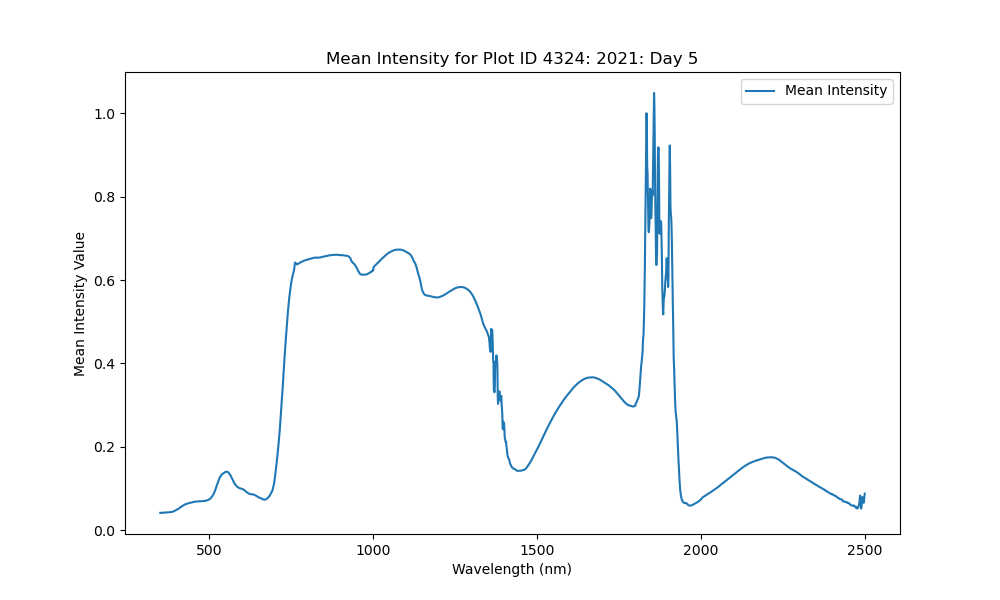 Mean Intensity for Plot ID 4324: 2021: Day 5
Mean Intensity
Mean Intensity Value
1.0
0.8
0.6
0.4
0.2
0.0
500
1000
1500
2000
2500
Wavelength (nm)